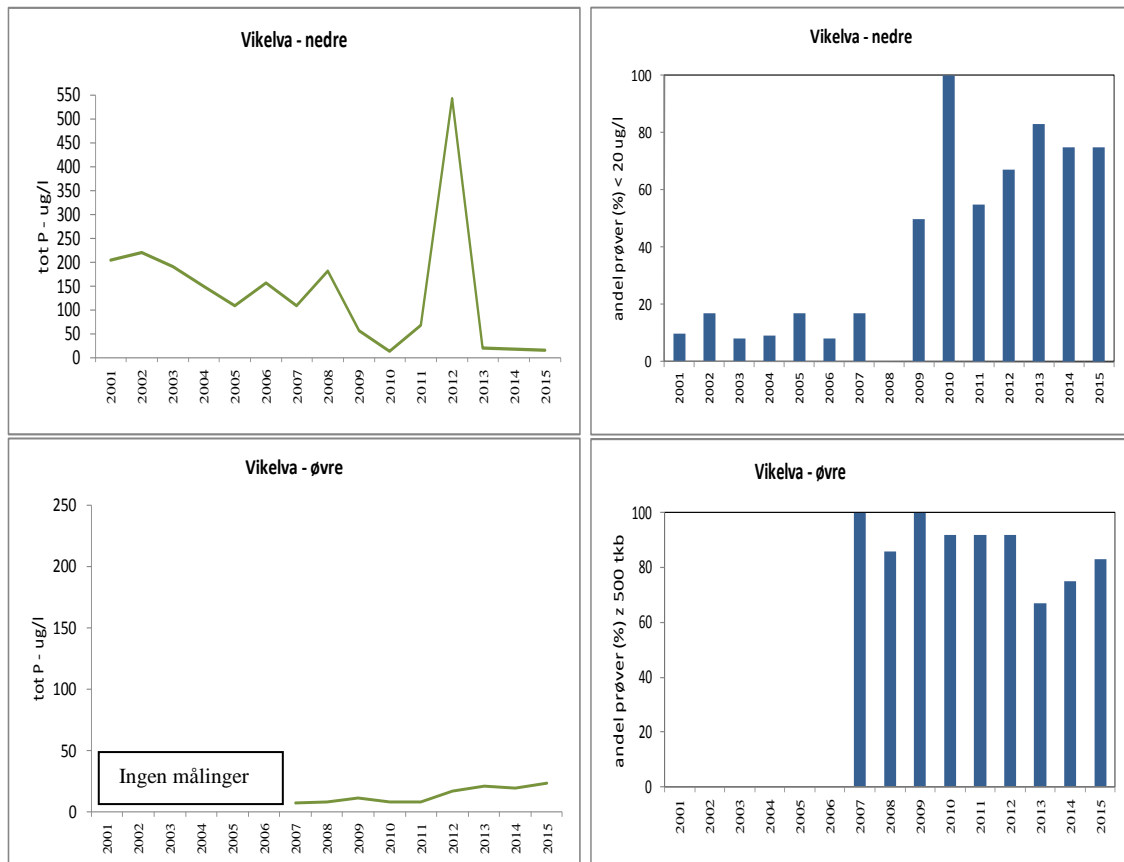 Vikelva - nedre
tot P - ug/l
550
500
450
400
350
300
250
200
150
100
50
0
2001 2002 2003 2004 2005 2006 2007 2008 2009 2010 2011 2012 2013 2014 2015
Vikelva - nedre
andel prøver (%) < 20 ug/l
100
80
60
40
20
0
2001 2002 2003 2004 2005 2006 2007 2008 2009 2010 2011 2012 2013 2014 2015
Vikelva - øvre
tot P - ug/l
250
200
150
100
50
0
Ingen målinger
2001 2002 2003 2004 2005 2006 2007 2008 2009 2010 2011 2012 2013 2014 2015
Vikelva - øvre
andel prøver (%) z 500 tkb
100
80
60
40
20
0
2001 2002 2003 2004 2005 2006 2007 2008 2009 2010 2011 2012 2013 2014 2015